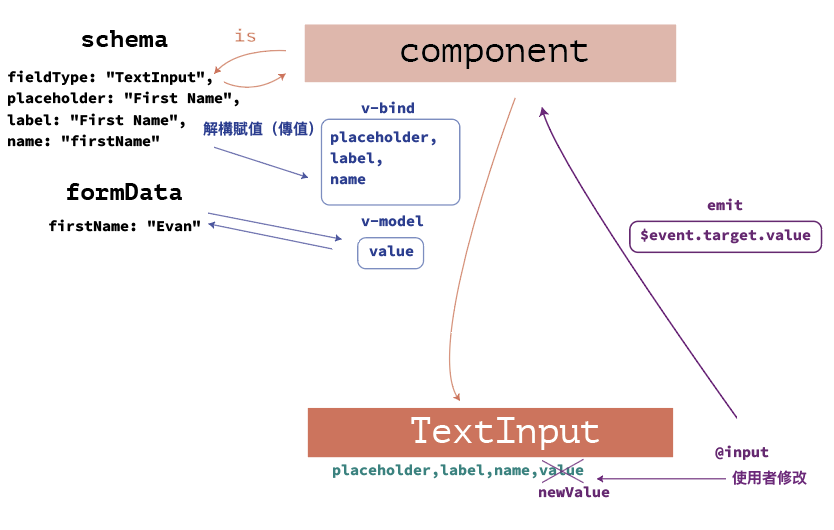 schema
is
component
fieldType: "TextInput",
placeholder: "First Name",
label: "First Name",
name: "firstName"
解構賦值（傳值）
v-bind
placeholder,
label,
name
formData
firstName: "Evan"
v-model
value
emit
$event.target.value
TextInput
placeholder,label,name,value
newValue
@input
使用者修改